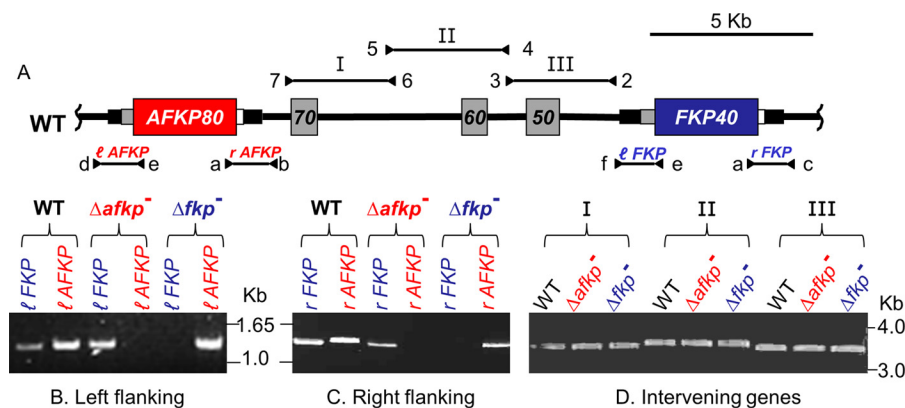 5 Kb
5 II 4
A 7 I 6 3 III 2
WT AFKP80 70 60 50 FKP40
ℓ AFKP r AFKP ℓ FKP r FKP
d e a b f e a c
WT Δafkp⁻ Δfkp⁻ WT Δafkp⁻ Δfkp⁻ I II III
ℓ FKP ℓ AFKP ℓ FKP ℓ AFKP ℓ FKP ℓ AFKP Kb r FKP r AFKP r FKP r AFKP r FKP r AFKP WT Δafkp⁻ Δfkp⁻ WT Δafkp⁻ Δfkp⁻ WT Δafkp⁻ Δfkp⁻ Kb
1.65 4.0
1.0 3.0
B. Left flanking C. Right flanking D. Intervening genes